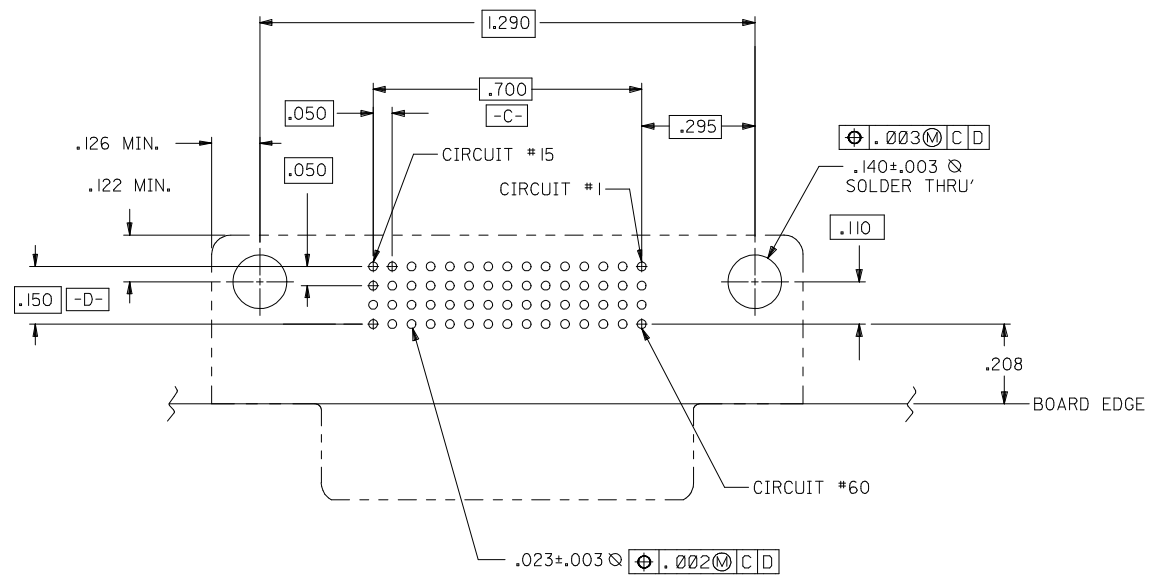 1.290
.700
.050
-C-
.295
.126 MIN.
⌖ .003Ⓜ C D
CIRCUIT #15
.140±.003 ⌀
SOLDER THRU'
.050
.122 MIN.
CIRCUIT #1
.110
.150 -D-
.208
BOARD EDGE
CIRCUIT #60
.023±.003 ⌀ ⌖ .002Ⓜ C D